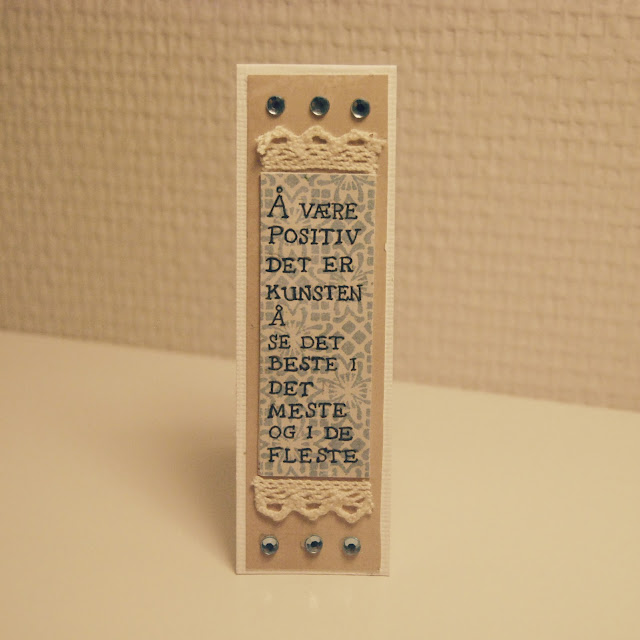 Å VÆRE
POSITIV
DET ER
KUNSTEN
Å
SE DET
BESTE I
DET
MESTE
OG I DE
FLESTE